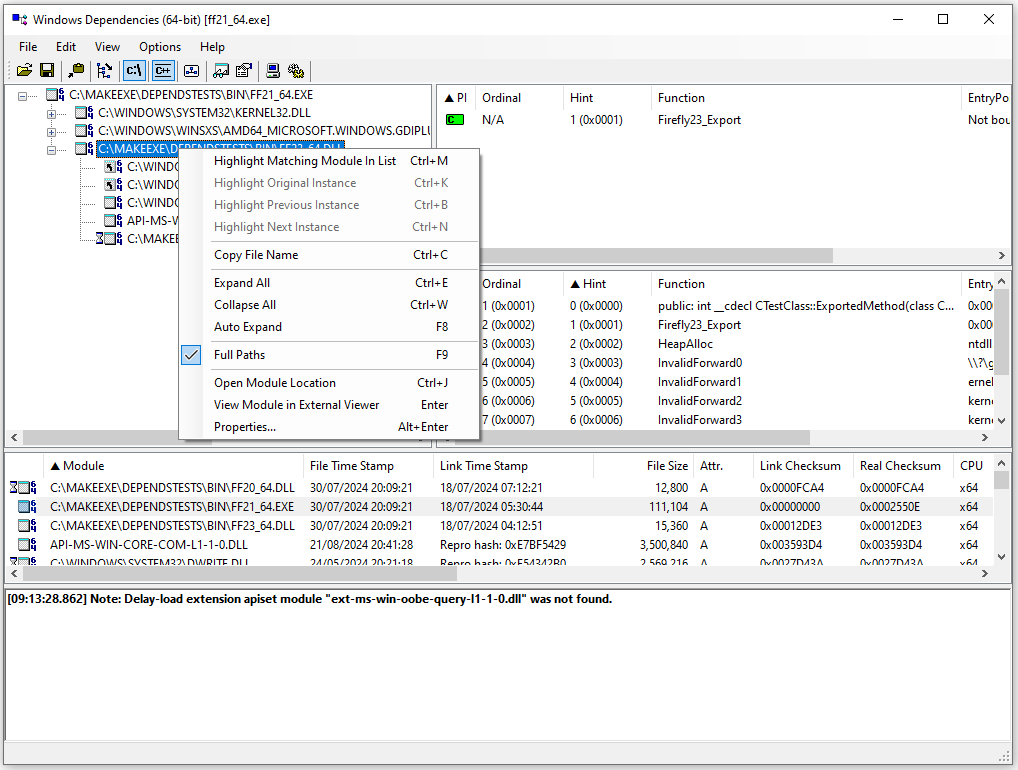 Windows Dependencies (64-bit) [ff21_64.exe]
File Edit View Options Help
C:\ C++
C:\MAKEEXE\DEPENDSTESTS\BIN\FF21_64.EXE
C:\WINDOWS\SYSTEM32\KERNEL32.DLL
C:\WINDOWS\WINSXS\AMD64_MICROSOFT.WINDOWS.GDIPLU
C:\MAKEEXE\DEPENDSTESTS\BIN\FF23_64.DLL
C:\WINDO
C:\WINDO
C:\WINDO
API-MS-W
C:\MAKEE
Highlight Matching Module In List Ctrl+M
Highlight Original Instance Ctrl+K
Highlight Previous Instance Ctrl+B
Highlight Next Instance Ctrl+N
Copy File Name Ctrl+C
Expand All Ctrl+E
Collapse All Ctrl+W
Auto Expand F8
Full Paths F9
Open Module Location Ctrl+J
View Module in External Viewer Enter
Properties... Alt+Enter
PI Ordinal Hint Function EntryPo
C N/A 1 (0x0001) Firefly23_Export Not bou
Ordinal Hint Function Entry
1 (0x0001) 0 (0x0000) public: int __cdecl CTestClass::ExportedMethod(class C... 0x00
2 (0x0002) 1 (0x0001) Firefly23_Export 0x00
3 (0x0003) 2 (0x0002) HeapAlloc ntdll
4 (0x0004) 3 (0x0003) InvalidForward0 \\?\g
5 (0x0005) 4 (0x0004) InvalidForward1 ernel
6 (0x0006) 5 (0x0005) InvalidForward2 kerne
7 (0x0007) 6 (0x0006) InvalidForward3 kerne
Module File Time Stamp Link Time Stamp File Size Attr. Link Checksum Real Checksum CPU
C:\MAKEEXE\DEPENDSTESTS\BIN\FF20_64.DLL 30/07/2024 20:09:21 18/07/2024 07:12:21 12,800 A 0x0000FCA4 0x0000FCA4 x64
C:\MAKEEXE\DEPENDSTESTS\BIN\FF21_64.EXE 30/07/2024 20:09:21 18/07/2024 05:30:44 111,104 A 0x00000000 0x0002550E x64
C:\MAKEEXE\DEPENDSTESTS\BIN\FF23_64.DLL 30/07/2024 20:09:21 18/07/2024 04:12:51 15,360 A 0x00012DE3 0x00012DE3 x64
API-MS-WIN-CORE-COM-L1-1-0.DLL 21/08/2024 20:41:28 Repro hash: 0xE7BF5429 3,500,840 A 0x003593D4 0x003593D4 x64
C:\WINDOWS\SYSTEM32\DWRITE.DLL 24/05/2024 20:21:18 Repro hash: 0xF54342B0 2,569,216 A 0x0027D43A 0x0027D43A x64
[09:13:28.862] Note: Delay-load extension apiset module "ext-ms-win-oobe-query-l1-1-0.dll" was not found.